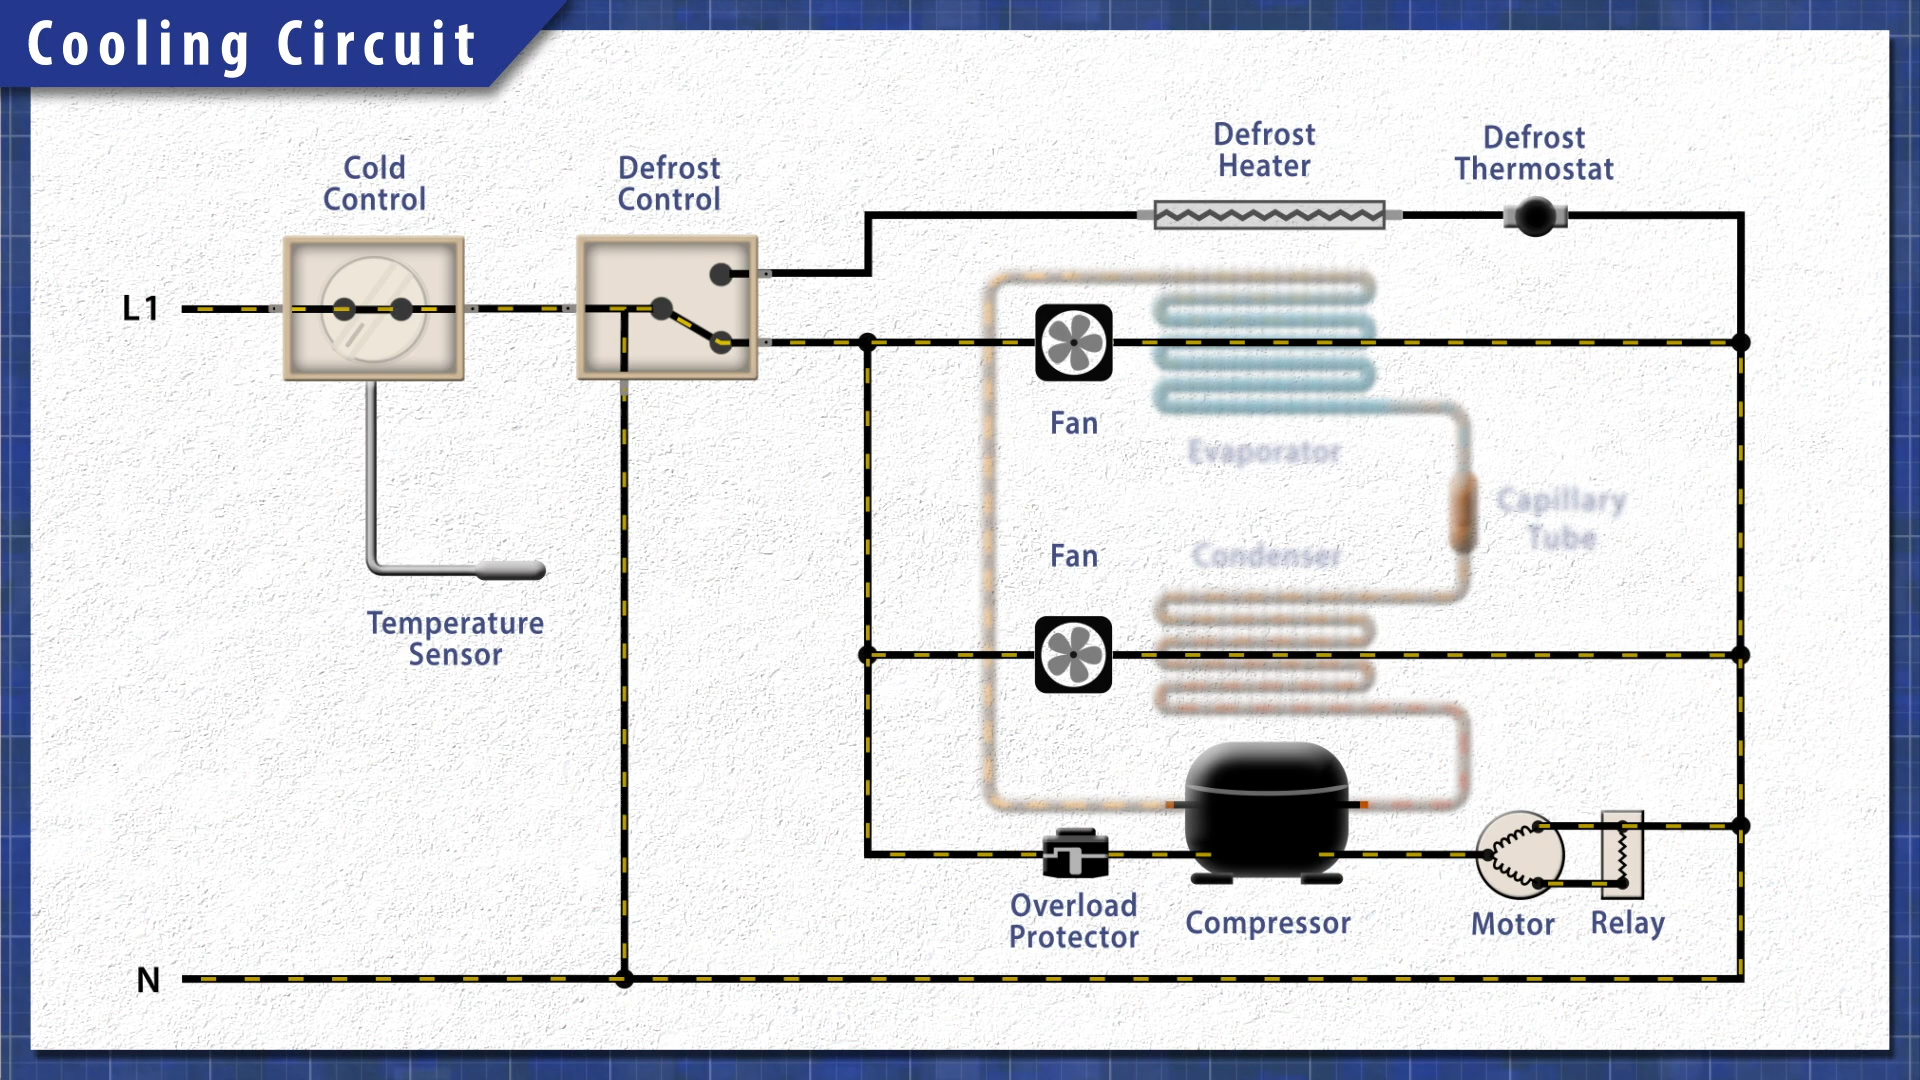 Cooling Circuit
Cold
Control
Defrost
Control
Defrost
Heater
Defrost
Thermostat
L1
Fan
Evaporator
Capillary
Tube
Fan
Condenser
Temperature
Sensor
Overload
Protector
Compressor
Motor
Relay
N